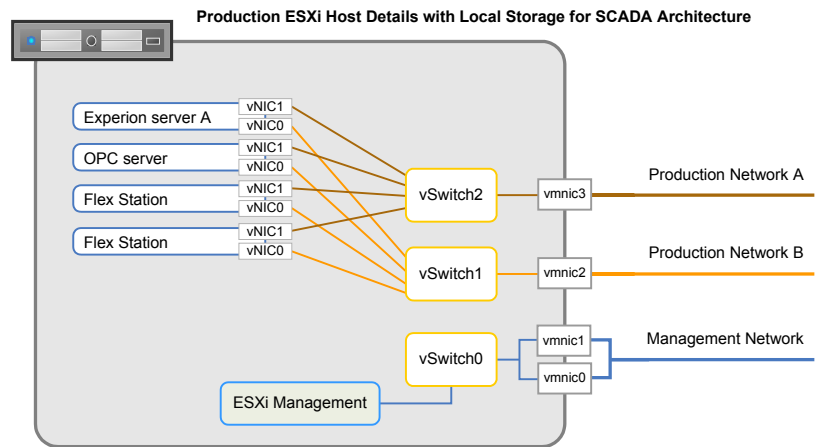 Production ESXi Host Details with Local Storage for SCADA Architecture
Experion server A
vNIC1
vNIC0
OPC server
vNIC1
vNIC0
Flex Station
vNIC1
vNIC0
Flex Station
vNIC1
vNIC0
vSwitch2
vmnic3
Production Network A
vSwitch1
vmnic2
Production Network B
vSwitch0
vmnic1
vmnic0
Management Network
ESXi Management